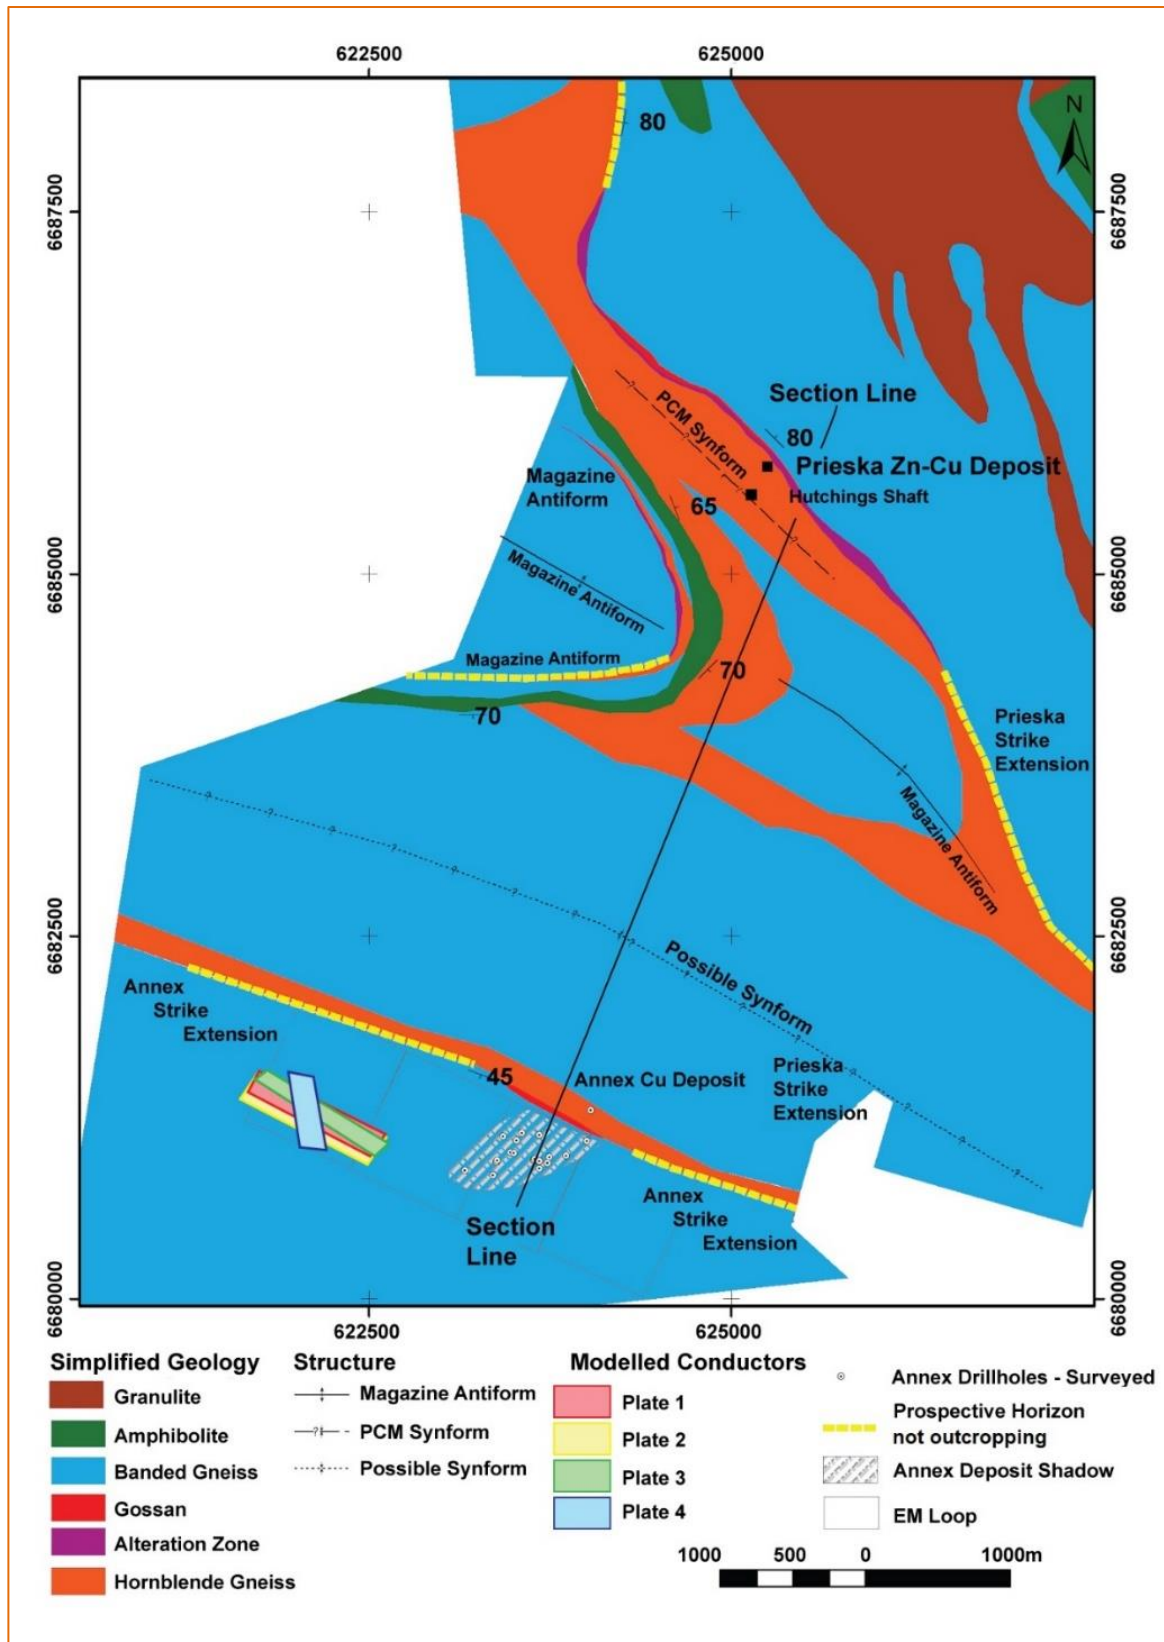 622500
625000
N
80
6687500
6687500
Section Line
80
PCM Synform
Prieska Zn-Cu Deposit
Magazine
Antiform
Hutchings Shaft
65
6685000
6685000
Magazine Antiform
Magazine Antiform
70
70
Prieska
Strike
Extension
Magazine Antiform
6682500
6682500
Possible Synform
Annex
Strike
Extension
Prieska
Strike
Extension
45
Annex Cu Deposit
Annex
Strike
Extension
Section
Line
6680000
6680000
622500
625000
Simplified Geology
Granulite
Amphibolite
Banded Gneiss
Gossan
Alteration Zone
Hornblende Gneiss
Structure
Magazine Antiform
PCM Synform
Possible Synform
Modelled Conductors
Plate 1
Plate 2
Plate 3
Plate 4
Annex Drillholes - Surveyed
Prospective Horizon
not outcropping
Annex Deposit Shadow
EM Loop
1000 500 0 1000m